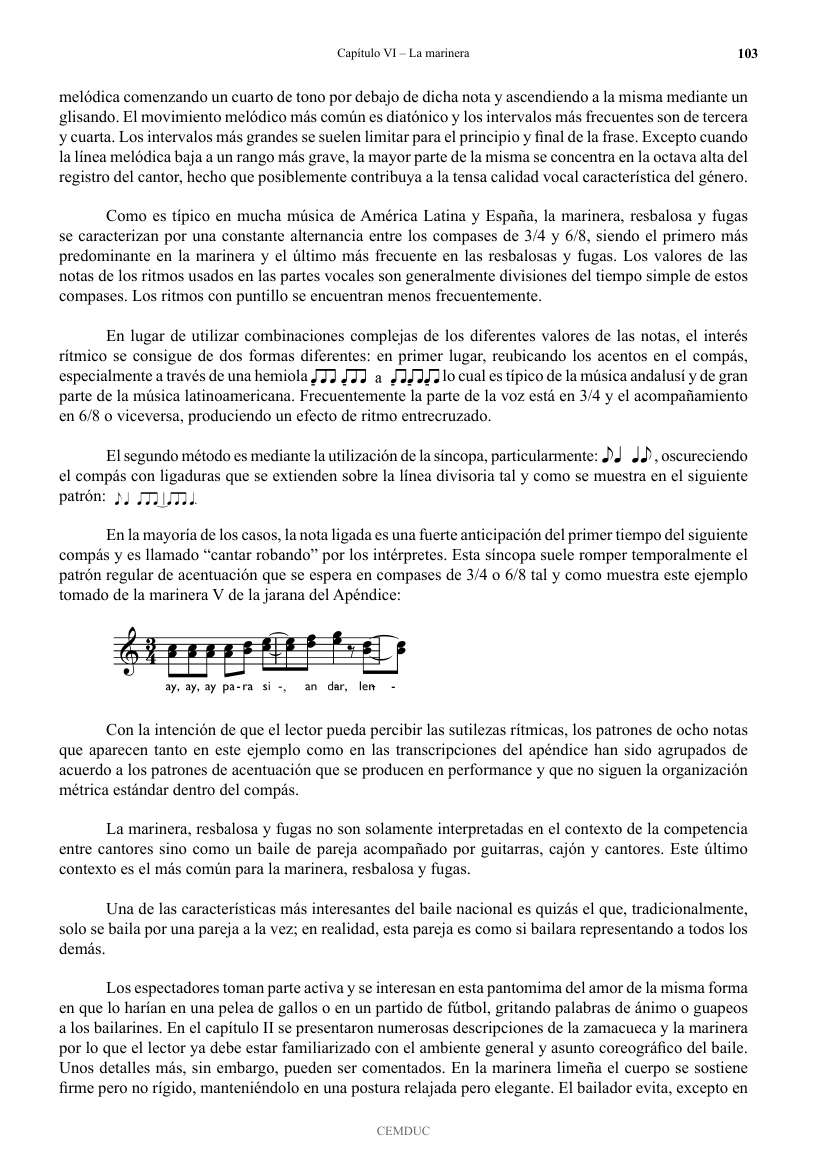 Capítulo VI – La marinera
103
melódica comenzando un cuarto de tono por debajo de dicha nota y ascendiendo a la misma mediante un
glisando. El movimiento melódico más común es diatónico y los intervalos más frecuentes son de tercera
y cuarta. Los intervalos más grandes se suelen limitar para el principio y final de la frase. Excepto cuando
la línea melódica baja a un rango más grave, la mayor parte de la misma se concentra en la octava alta del
registro del cantor, hecho que posiblemente contribuya a la tensa calidad vocal característica del género.
Como es típico en mucha música de América Latina y España, la marinera, resbalosa y fugas
se caracterizan por una constante alternancia entre los compases de 3/4 y 6/8, siendo el primero más
predominante en la marinera y el último más frecuente en las resbalosas y fugas. Los valores de las
notas de los ritmos usados en las partes vocales son generalmente divisiones del tiempo simple de estos
compases. Los ritmos con puntillo se encuentran menos frecuentemente.
En lugar de utilizar combinaciones complejas de los diferentes valores de las notas, el interés
rítmico se consigue de dos formas diferentes: en primer lugar, reubicando los acentos en el compás,
especialmente a través de una hemiola a lo cual es típico de la música andalusí y de gran
parte de la música latinoamericana. Frecuentemente la parte de la voz está en 3/4 y el acompañamiento
en 6/8 o viceversa, produciendo un efecto de ritmo entrecruzado.
El segundo método es mediante la utilización de la síncopa, particularmente: , oscureciendo
el compás con ligaduras que se extienden sobre la línea divisoria tal y como se muestra en el siguiente
patrón:
En la mayoría de los casos, la nota ligada es una fuerte anticipación del primer tiempo del siguiente
compás y es llamado “cantar robando” por los intérpretes. Esta síncopa suele romper temporalmente el
patrón regular de acentuación que se espera en compases de 3/4 o 6/8 tal y como muestra este ejemplo
tomado de la marinera V de la jarana del Apéndice:
3
4
ay, ay, ay pa - ra si -, an dar, len -
Con la intención de que el lector pueda percibir las sutilezas rítmicas, los patrones de ocho notas
que aparecen tanto en este ejemplo como en las transcripciones del apéndice han sido agrupados de
acuerdo a los patrones de acentuación que se producen en performance y que no siguen la organización
métrica estándar dentro del compás.
La marinera, resbalosa y fugas no son solamente interpretadas en el contexto de la competencia
entre cantores sino como un baile de pareja acompañado por guitarras, cajón y cantores. Este último
contexto es el más común para la marinera, resbalosa y fugas.
Una de las características más interesantes del baile nacional es quizás el que, tradicionalmente,
solo se baila por una pareja a la vez; en realidad, esta pareja es como si bailara representando a todos los
demás.
Los espectadores toman parte activa y se interesan en esta pantomima del amor de la misma forma
en que lo harían en una pelea de gallos o en un partido de fútbol, gritando palabras de ánimo o guapeos
a los bailarines. En el capítulo II se presentaron numerosas descripciones de la zamacueca y la marinera
por lo que el lector ya debe estar familiarizado con el ambiente general y asunto coreográfico del baile.
Unos detalles más, sin embargo, pueden ser comentados. En la marinera limeña el cuerpo se sostiene
firme pero no rígido, manteniéndolo en una postura relajada pero elegante. El bailador evita, excepto en
CEMDUC